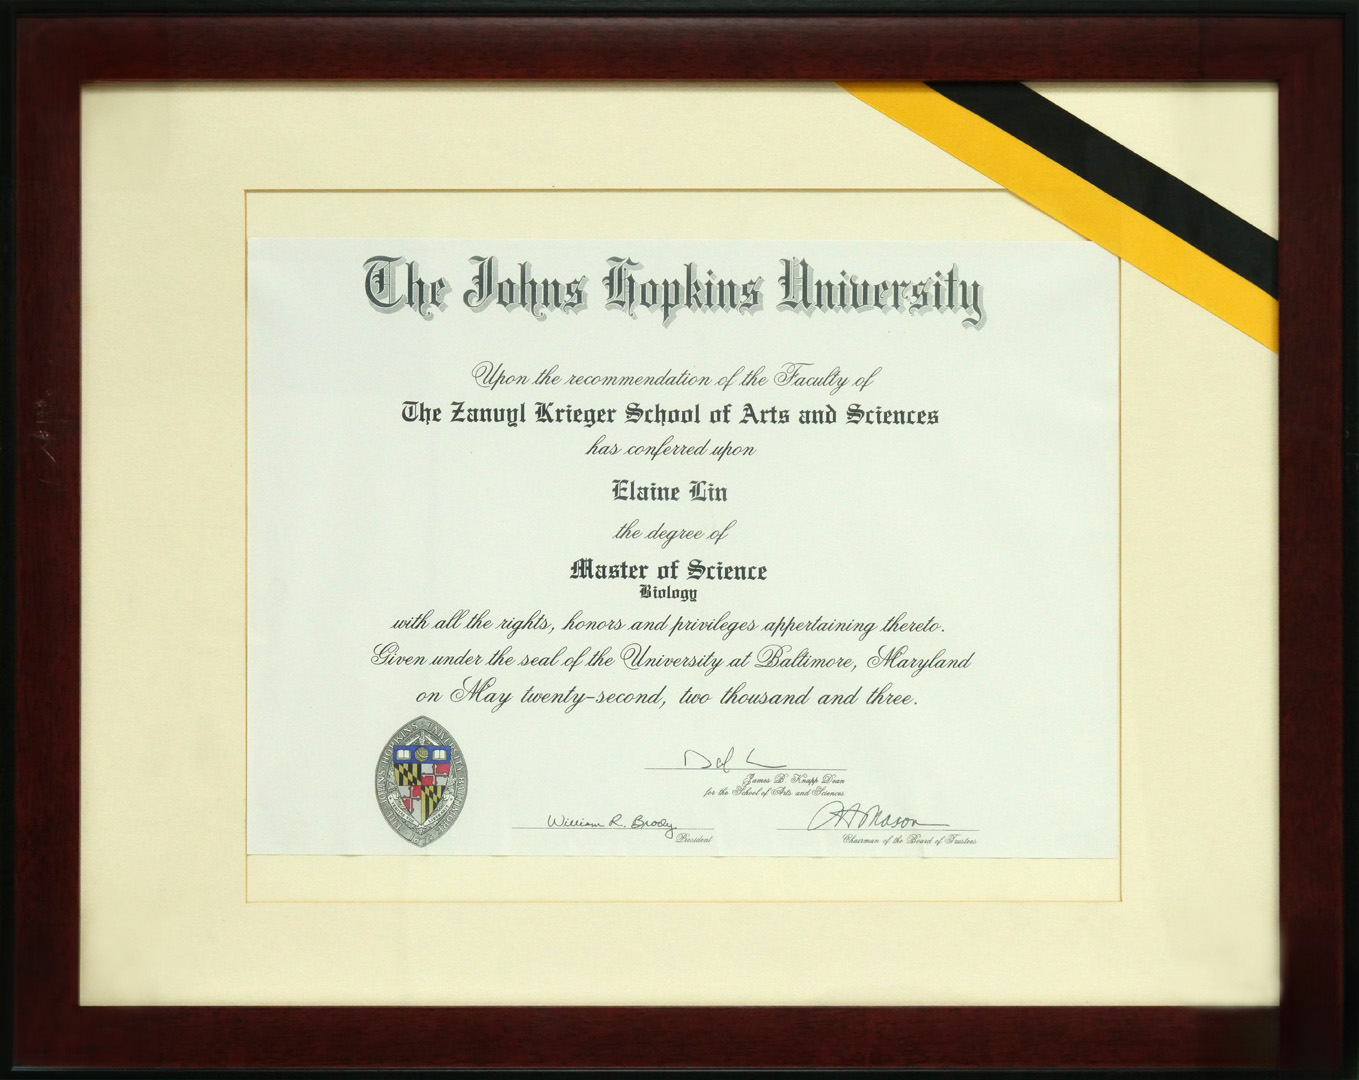 The Johns Hopkins University
Upon the recommendation of the Faculty of
The Zanvyl Krieger School of Arts and Sciences
has conferred upon
Elaine Lin
the degree of
Master of Science
Biology
with all the rights, honors and privileges appertaining thereto.
Given under the seal of the University at Baltimore, Maryland
on May twenty-second, two thousand and three.
James B. Knapp Dean
for the School of Arts and Sciences
William R. Brody
President
Chairman of the Board of Trustees